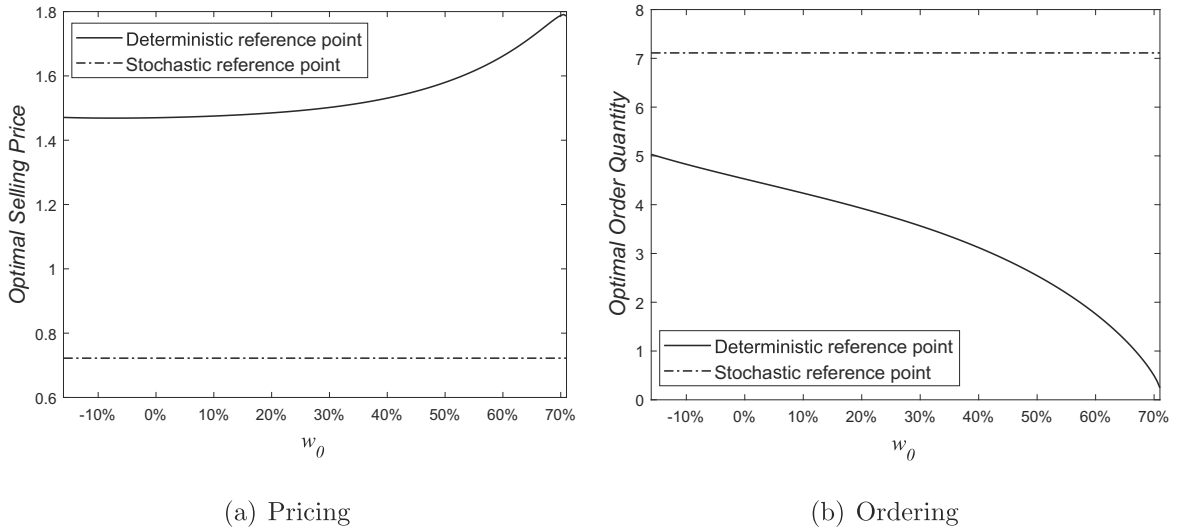 1.8
1.6
1.4
1.2
1
0.8
0.6
Optimal Selling Price
Deterministic reference point
Stochastic reference point
-10% 0% 10% 20% 30% 40% 50% 60% 70%
w0
(a) Pricing
8
7
6
5
4
3
2
1
0
Optimal Order Quantity
Deterministic reference point
Stochastic reference point
-10% 0% 10% 20% 30% 40% 50% 60% 70%
w0
(b) Ordering